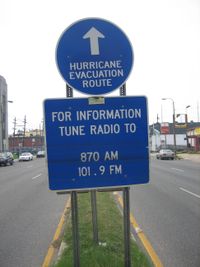 HURRICANE
EVACUATION
ROUTE
FOR INFORMATION
TUNE RADIO TO
870 AM
101.9 FM